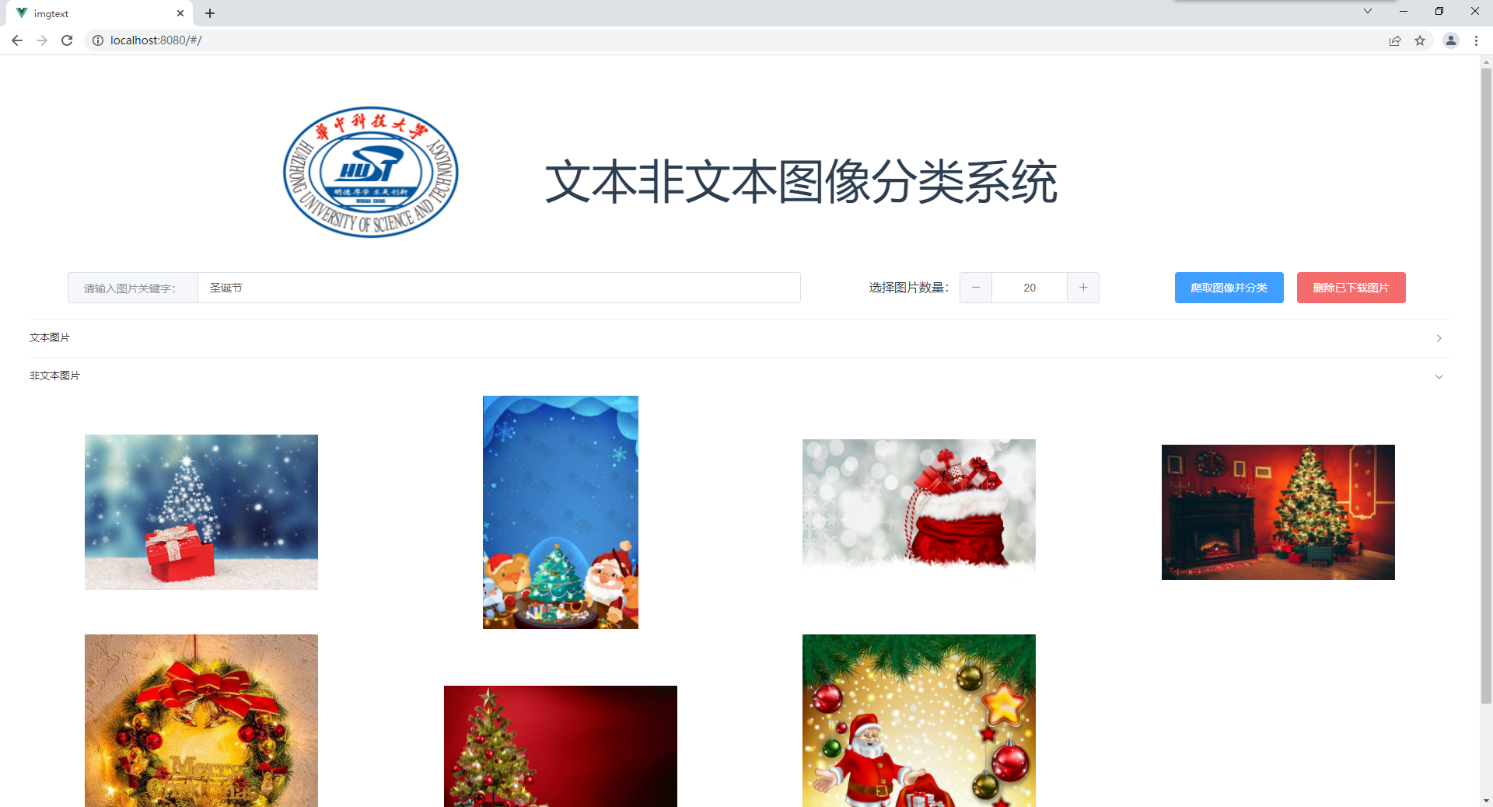 imgtext
localhost:8080/#/
华中科技大学
HUAZHONG UNIVERSITY OF SCIENCE AND TECHNOLOGY
HUST
明德厚学 求是创新
WUHAN CHINA
文本非文本图像分类系统
请输入图片关键字: 圣诞节 选择图片数量: 20 爬取图像并分类 删除已下载图片
文本图片
非文本图片
Merry
Christmas